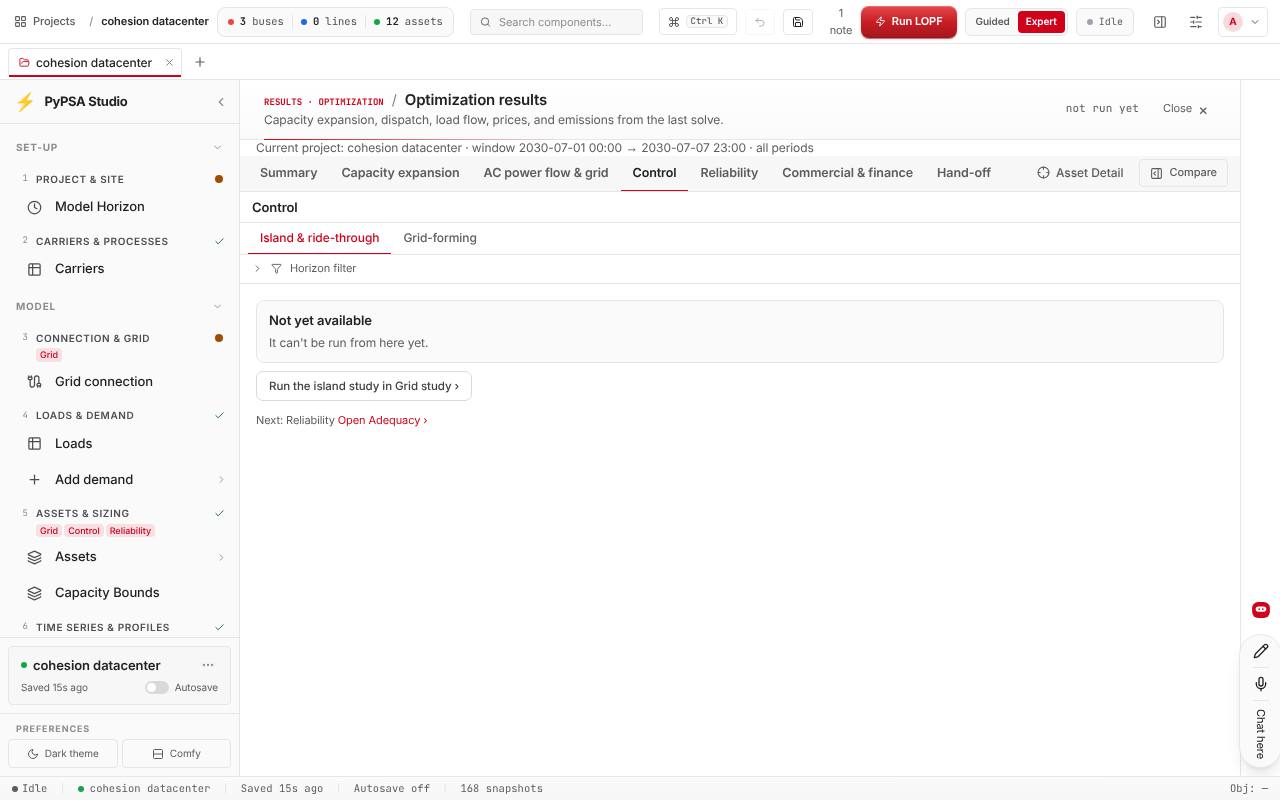 Projects / cohesion datacenter
3 buses 0 lines 12 assets
Search components...
⌘ Ctrl K
1 note
Run LOPF
Guided Expert
Idle
A
cohesion datacenter × +
⚡ PyPSA Studio
SET-UP
1 PROJECT & SITE
Model Horizon
2 CARRIERS & PROCESSES
Carriers
MODEL
3 CONNECTION & GRID
Grid
Grid connection
4 LOADS & DEMAND
Loads
Add demand
5 ASSETS & SIZING
Grid Control Reliability
Assets
Capacity Bounds
6 TIME SERIES & PROFILES
cohesion datacenter ...
Saved 15s ago Autosave
PREFERENCES
Dark theme Comfy
RESULTS · OPTIMIZATION / Optimization results
Capacity expansion, dispatch, load flow, prices, and emissions from the last solve.
not run yet Close ×
Current project: cohesion datacenter · window 2030-07-01 00:00 → 2030-07-07 23:00 · all periods
Summary Capacity expansion AC power flow & grid Control Reliability Commercial & finance Hand-off Asset Detail Compare
Control
Island & ride-through Grid-forming
Horizon filter
Not yet available
It can't be run from here yet.
Run the island study in Grid study ›
Next: Reliability Open Adequacy ›
Chat here
Idle cohesion datacenter Saved 15s ago Autosave off 168 snapshots Obj: —